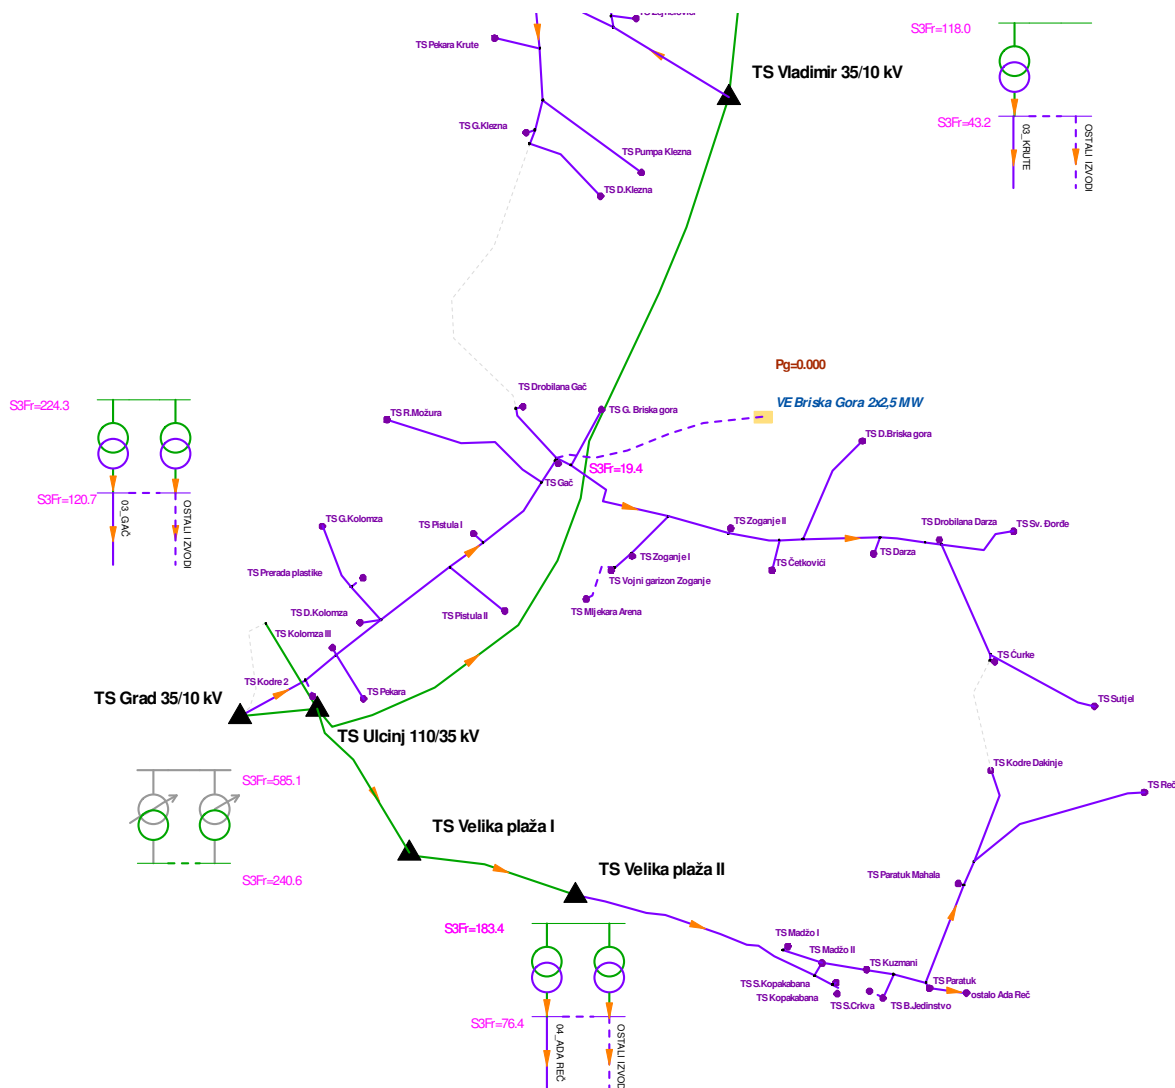 S3Fr=118.0
TS Pekara Krute
TS Vladimir 35/10 kV
S3Fr=43.2
03_KRUTE
OSTALI IZVODI
TS G.Klezna
TS Pumpa Klezna
TS D.Klezna
Pg=0.000
VE Briska Gora 2x2,5 MW
TS Drobilana Gač
TS R.Možura
TS G. Briska gora
TS D.Briska gora
S3Fr=224.3
S3Fr=19.4
TS Gač
S3Fr=120.7
03_GAČ
OSTALI IZVODI
TS G.Kolomza
TS Pistula I
TS Zoganje II
TS Drobilana Darza
TS Sv. Đorđe
TS Zoganje I
TS Darza
TS Četkovići
TS Vojni garizon Zoganje
TS Prerada plastike
TS Mljekara Arena
TS D.Kolomza
TS Pistula II
TS Kolomza III
TS Ćurke
TS Kodre 2
TS Pekara
TS Sutjel
TS Grad 35/10 kV
TS Ulcinj 110/35 kV
TS Kodre Dakinje
S3Fr=585.1
TS Reč
TS Velika plaža I
TS Velika plaža II
S3Fr=240.6
TS Paratuk Mahala
S3Fr=183.4
TS Madžo I
TS Madžo II
TS Kuzmani
TS S.Kopakabana
TS Paratuk
TS Kopakabana
TS S.Crkva
TS B.Jedinstvo
ostalo Ada Reč
S3Fr=76.4
04_ADA REČ
OSTALI IZVODI